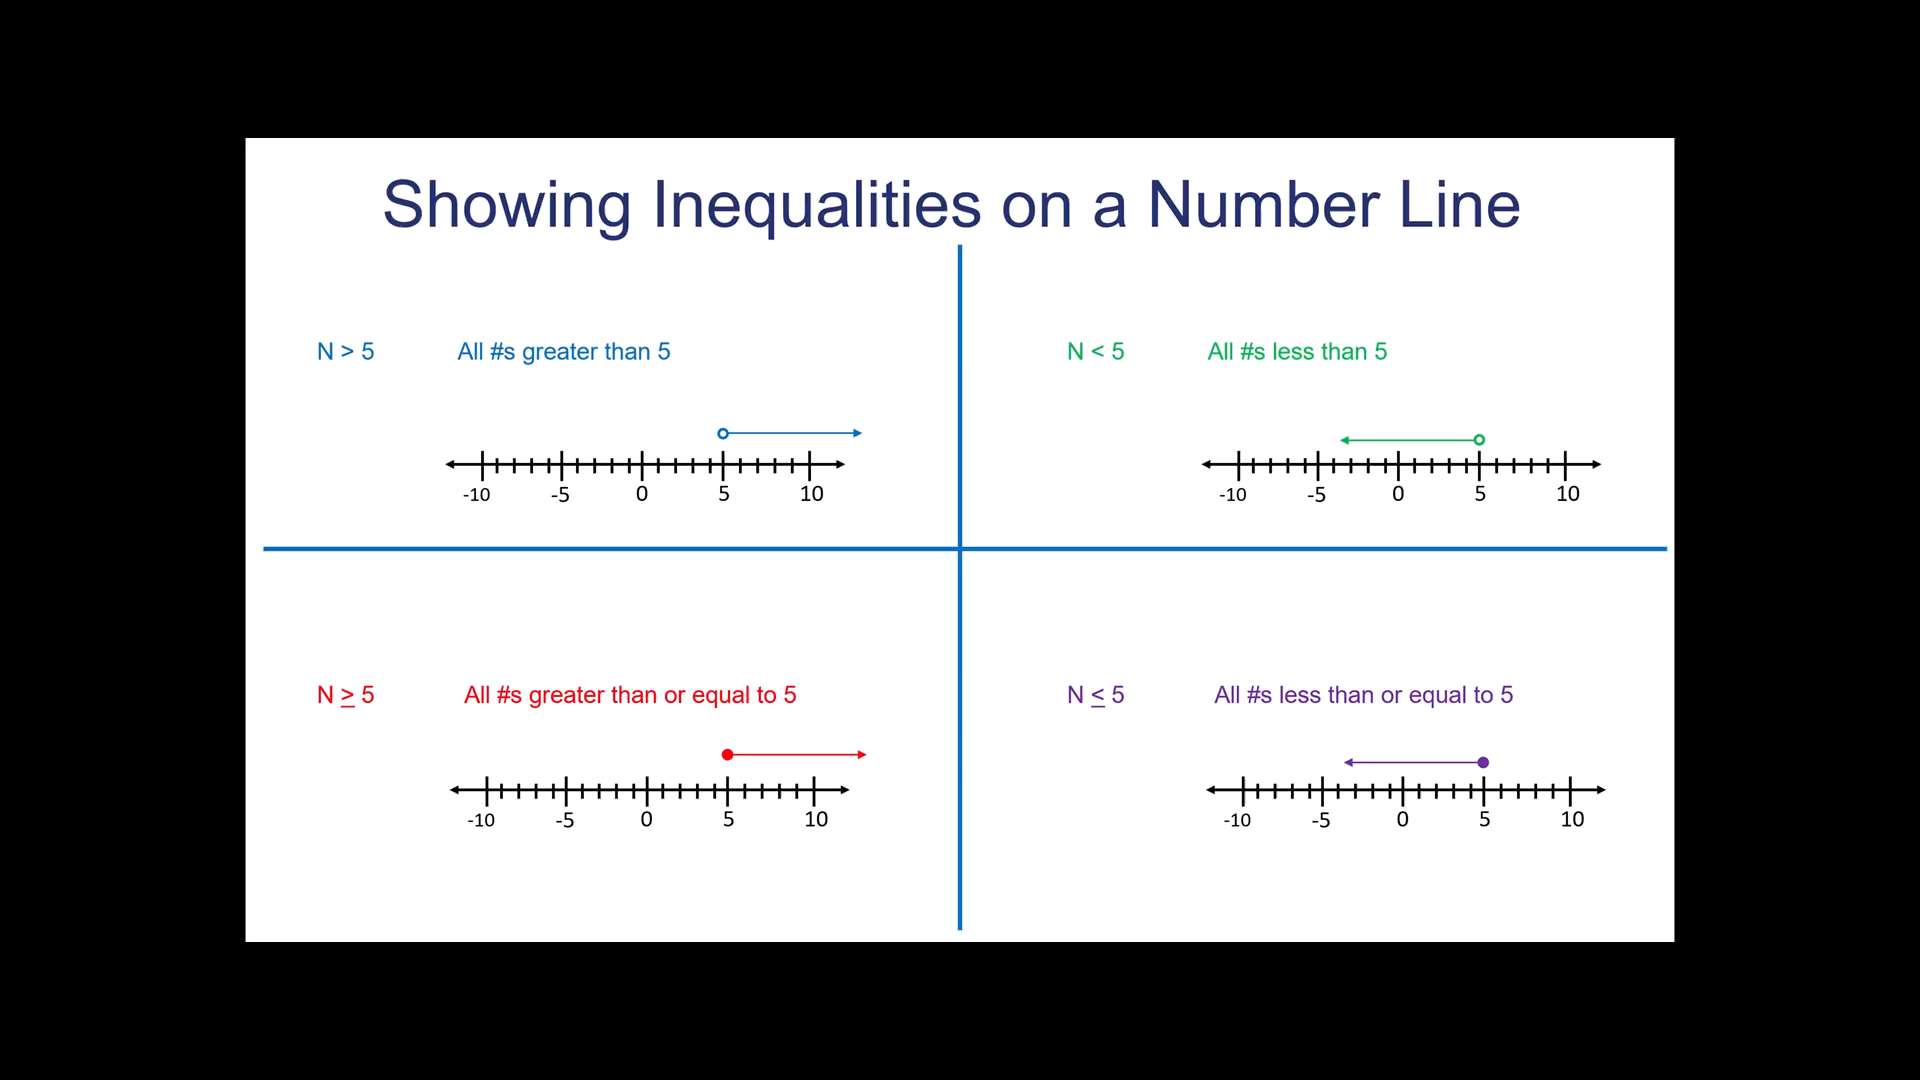 Showing Inequalities on a Number Line
N > 5 All #s greater than 5
-10 -5 0 5 10
N < 5 All #s less than 5
-10 -5 0 5 10
N ≥ 5 All #s greater than or equal to 5
-10 -5 0 5 10
N ≤ 5 All #s less than or equal to 5
-10 -5 0 5 10